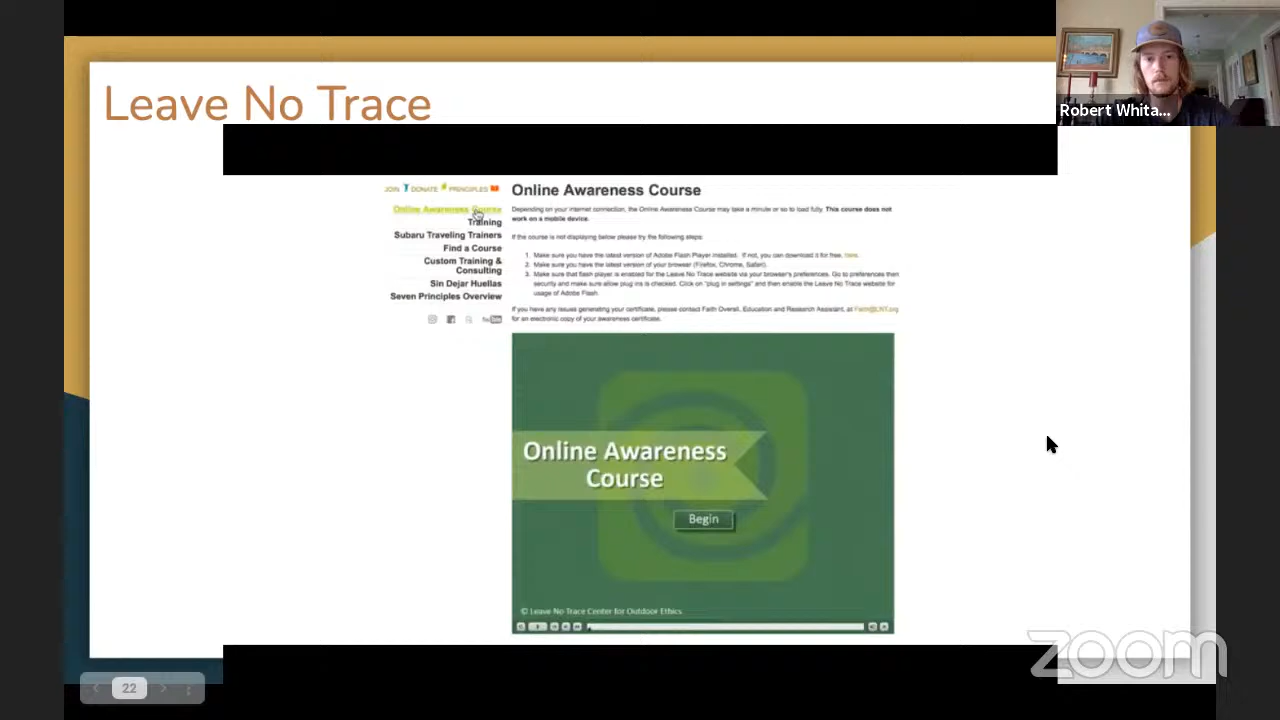 Leave No Trace
Robert Whita...
JOIN DONATE PRINCIPLES
Online Awareness Course
Training
Subaru Traveling Trainers
Find a Course
Custom Training &
Consulting
Sin Dejar Huellas
Seven Principles Overview
You Tube
Online Awareness Course
Depending on your internet connection, the Online Awareness Course may take a minute or so to load fully. This course does not
work on a mobile device.
If the course is not displaying below please try the following steps:
1. Make sure you have the latest version of Adobe Flash Player installed. If not, you can download it for free, here.
2. Make sure you have the latest version of your browser (Firefox, Chrome, Safari).
3. Make sure that flash player is enabled for the Leave No Trace website via your browser's preferences. Go to preferences then
security and make sure allow plug ins is checked. Click on "plug in settings" and then enable the Leave No Trace website for
usage of Adobe Flash.
If you have any issues generating your certificate, please contact Faith Overall, Education and Research Assistant, at Faith@LNT.org
for an electronic copy of your awareness certificate.
Online Awareness
Course
Begin
© Leave No Trace Center for Outdoor Ethics
zoom
22